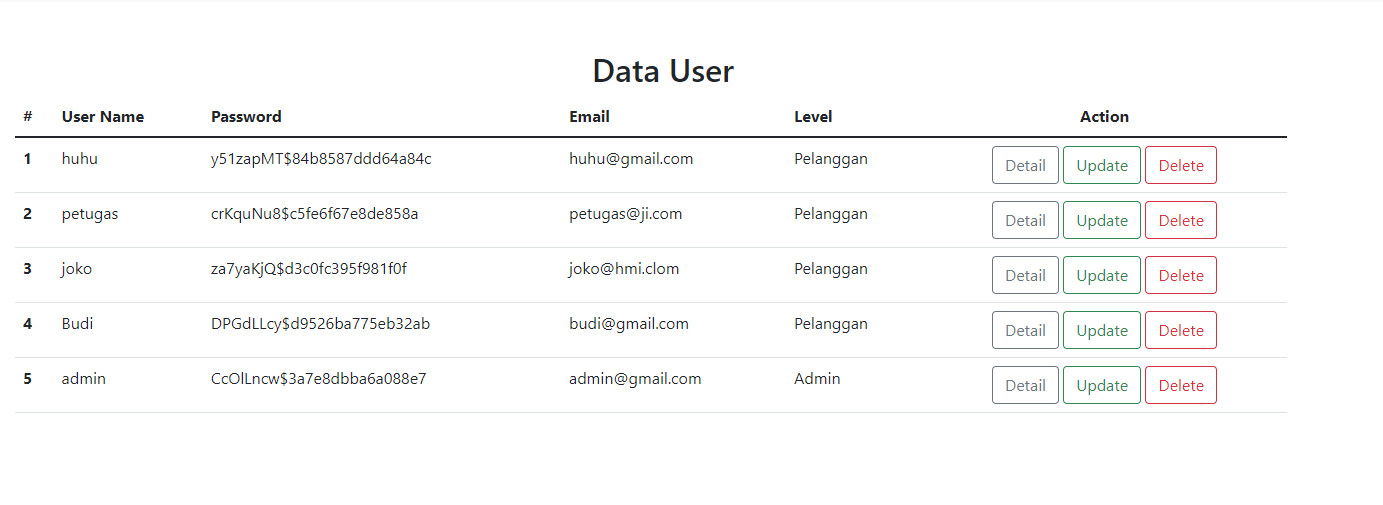 Data User
# User Name Password Email Level Action
1 huhu y51zapMT$84b8587ddd64a84c huhu@gmail.com Pelanggan Detail Update Delete
2 petugas crKquNu8$c5fe6f67e8de858a petugas@ji.com Pelanggan Detail Update Delete
3 joko za7yaKjQ$d3c0fc395f981f0f joko@hmi.clom Pelanggan Detail Update Delete
4 Budi DPGdLLcy$d9526ba775eb32ab budi@gmail.com Pelanggan Detail Update Delete
5 admin CcOlLncw$3a7e8dbba6a088e7 admin@gmail.com Admin Detail Update Delete